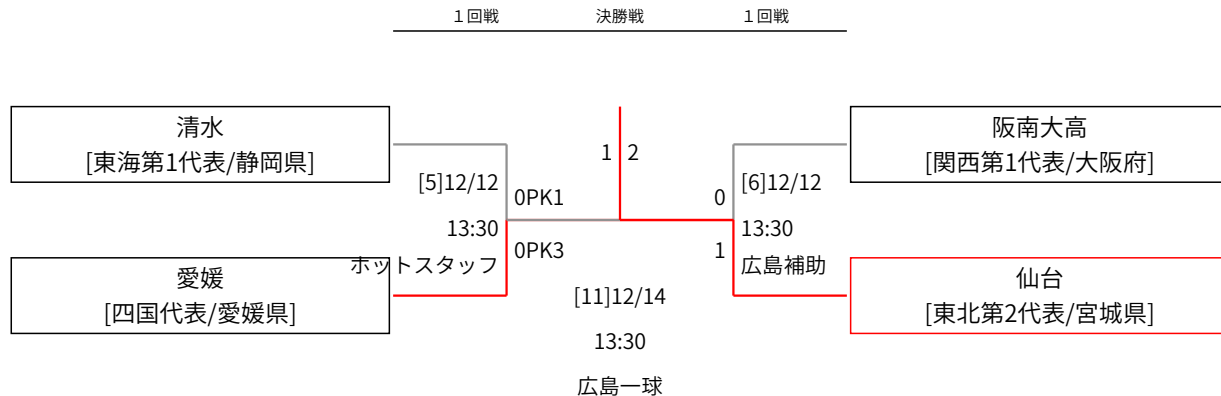 １回戦 決勝戦 １回戦
清水
[東海第1代表/静岡県]
阪南大高
[関西第1代表/大阪府]
1 2
[5]12/12
0PK1
13:30
0PK3
ホットスタッフ
0
[6]12/12
13:30
1
広島補助
愛媛
[四国代表/愛媛県]
仙台
[東北第2代表/宮城県]
[11]12/14
13:30
広島一球